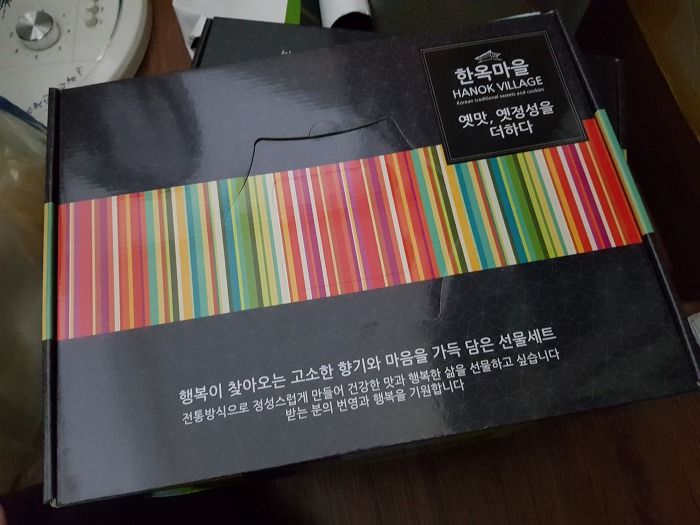 한옥마을
HANOK VILLAGE
Korean traditional sweets and cookies
옛맛, 옛정성을
더하다
행복이 찾아오는 고소한 향기와 마음을 가득 담은 선물세트
전통방식으로 정성스럽게 만들어 건강한 맛과 행복한 삶을 선물하고 싶습니다
받는 분의 번영과 행복을 기원합니다